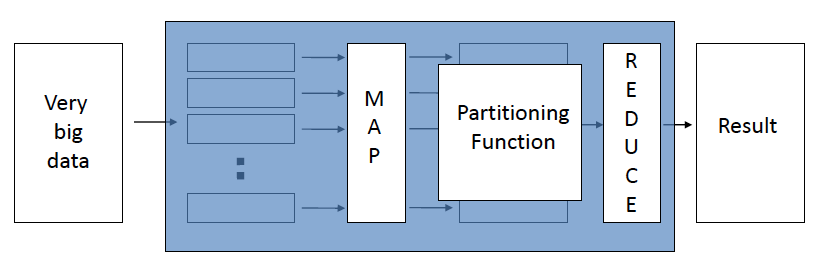 Very
big
data
M
A
P
Partitioning
Function
R
E
D
U
C
E
Result